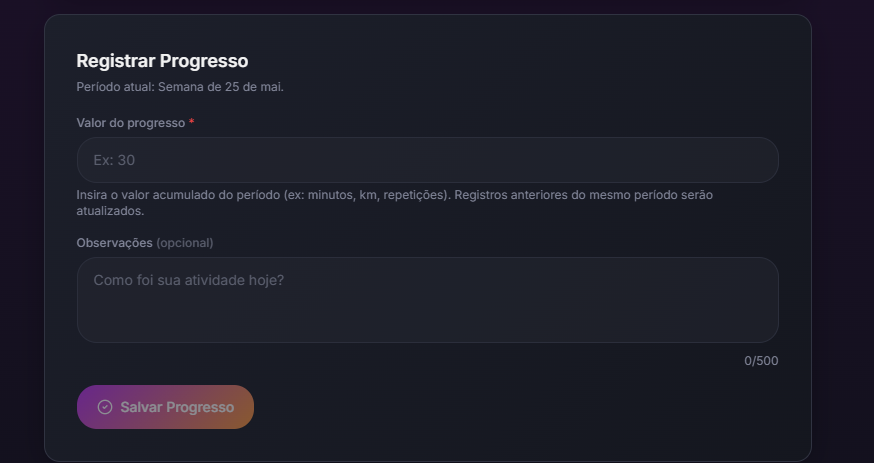 Registrar Progresso
Período atual: Semana de 25 de mai.
Valor do progresso *
Ex: 30
Insira o valor acumulado do período (ex: minutos, km, repetições). Registros anteriores do mesmo período serão
atualizados.
Observações (opcional)
Como foi sua atividade hoje?
0/500
Salvar Progresso